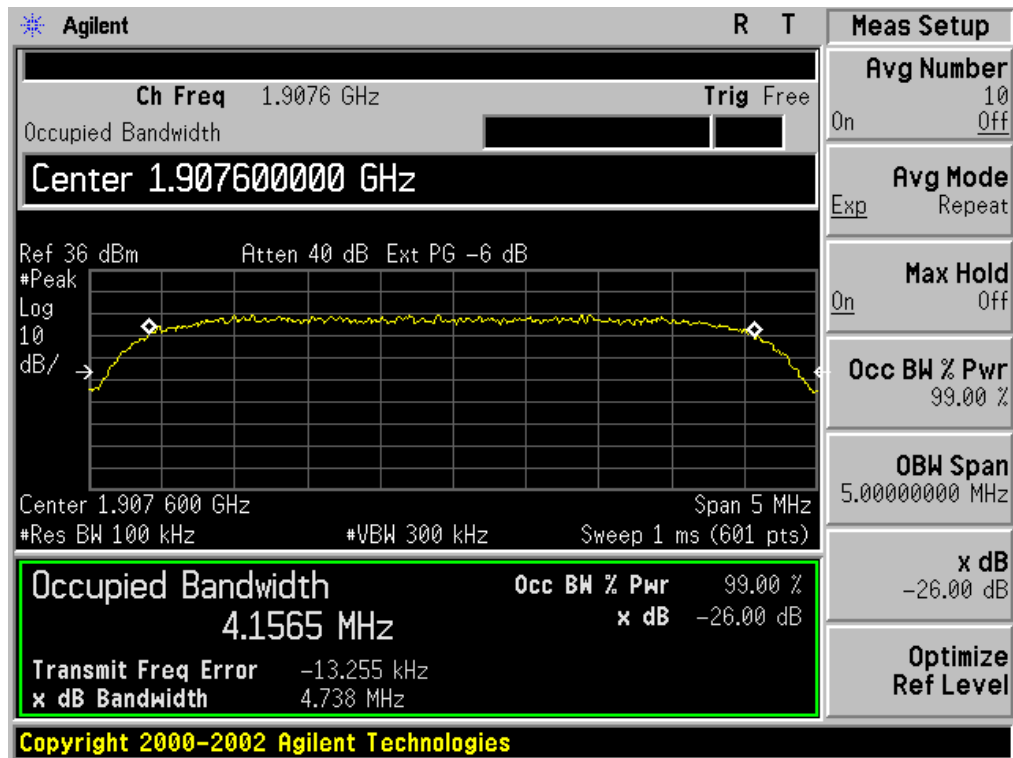 Agilent R T
Meas Setup
Ch Freq 1.9076 GHz Trig Free
Occupied Bandwidth
Center 1.907600000 GHz
Ref 36 dBm Atten 40 dB Ext PG -6 dB
#Peak
Log
10
dB/
Center 1.907 600 GHz Span 5 MHz
#Res BW 100 kHz #VBW 300 kHz Sweep 1 ms (601 pts)
Occupied Bandwidth Occ BW % Pwr 99.00 %
4.1565 MHz x dB -26.00 dB
Transmit Freq Error -13.255 kHz
x dB Bandwidth 4.738 MHz
Copyright 2000-2002 Agilent Technologies
Avg Number
10
On Off
Avg Mode
Exp Repeat
Max Hold
On Off
Occ BW % Pwr
99.00 %
OBW Span
5.00000000 MHz
x dB
-26.00 dB
Optimize
Ref Level